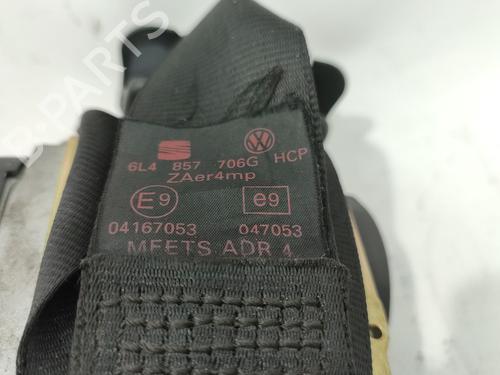 6L4 857 706G HCP
ZAer4mp
E9 e9
04167053 047053
MEETS ADR 4